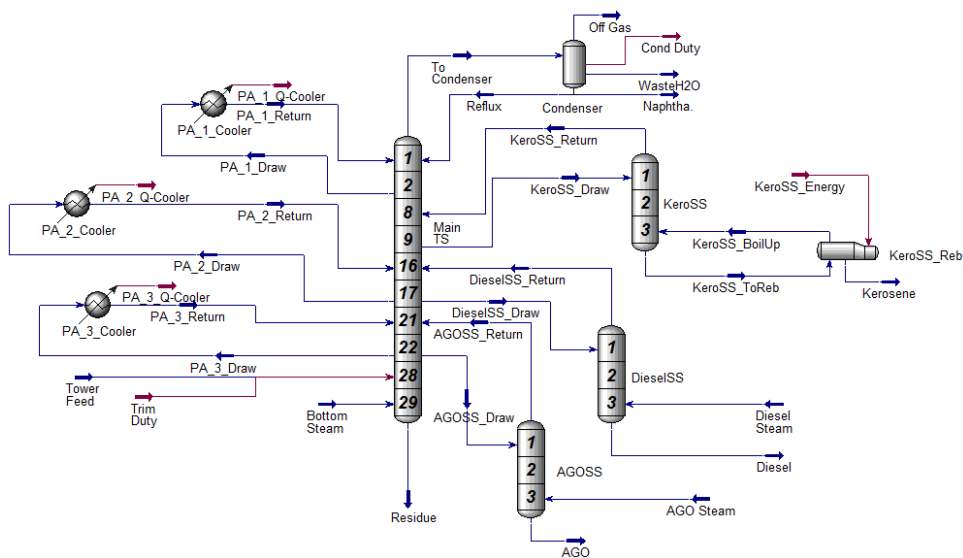 Off Gas
Cond Duty
To
Condenser
WasteH2O
Reflux
Condenser
Naphtha.
PA_1_Q-Cooler
PA_1_Return
PA_1_Cooler
PA_1_Draw
KeroSS_Return
KeroSS_Draw
1
2
8
9
16
17
21
22
28
29
Main
TS
1
2
3
KeroSS
KeroSS_Energy
KeroSS_BoilUp
KeroSS_Reb
KeroSS_ToReb
Kerosene
PA_2_Q-Cooler
PA_2_Return
PA_2_Cooler
PA_2_Draw
DieselSS_Return
DieselSS_Draw
PA_3_Q-Cooler
PA_3_Return
PA_3_Cooler
PA_3_Draw
AGOSS_Return
1
2
3
DieselSS
Tower
Feed
Trim
Duty
Bottom
Steam
AGOSS_Draw
Diesel
Steam
Diesel
1
2
3
AGOSS
AGO Steam
Residue
AGO